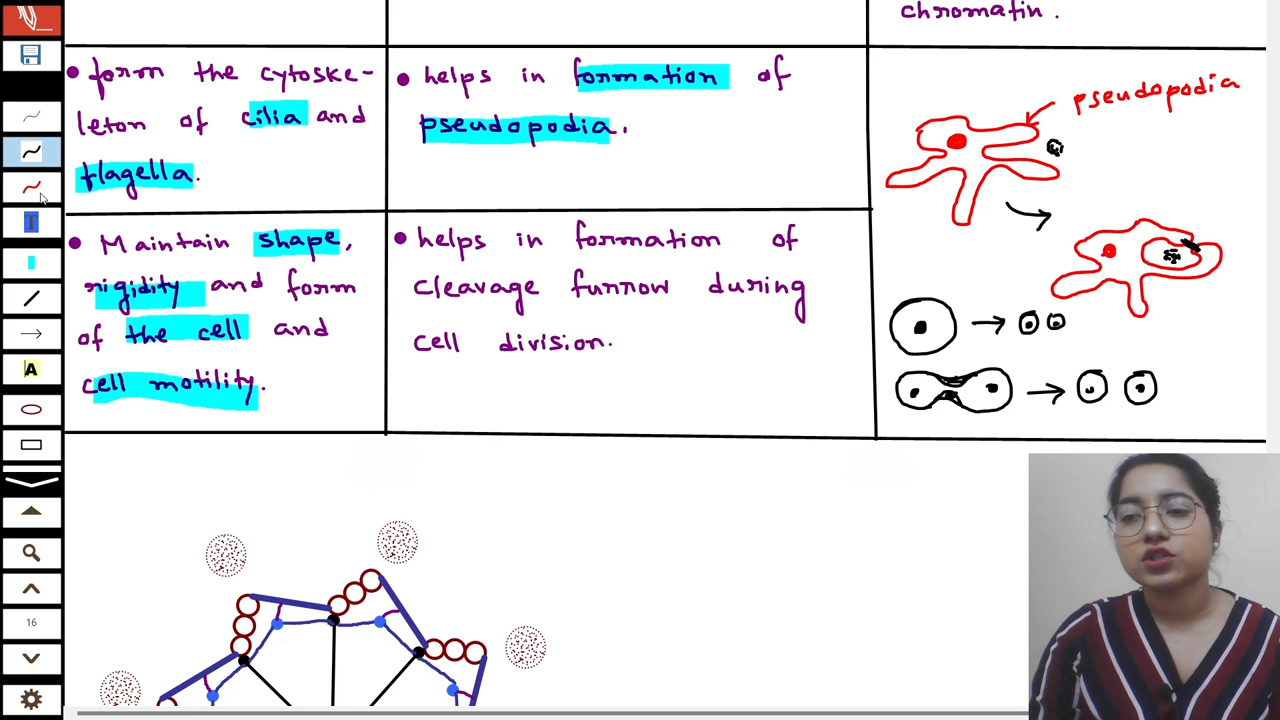 chromatin.
• form the cytoske-
leton of cilia and
flagella.
• helps in formation of
pseudopodia.
pseudopodia
• Maintain shape,
rigidity and form
of the cell and
cell motility.
• helps in formation of
cleavage furrow during
cell division.
T
A
16